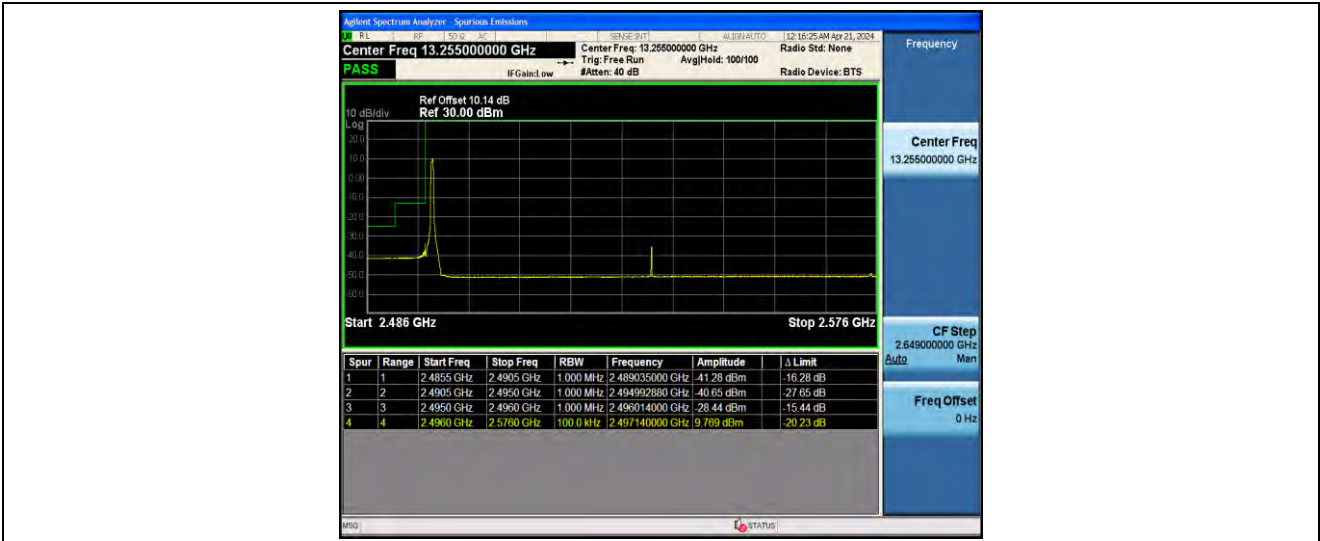 Agilent Spectrum Analyzer - Spurious Emissions
RL RF 50 Ω AC SENSE:INT ALIGNAUTO 12:16:25 AM Apr 21, 2024
Center Freq 13.255000000 GHz Center Freq: 13.255000000 GHz Radio Std: None
Trig: Free Run Avg|Hold: 100/100
PASS IFGain:Low #Atten: 40 dB Radio Device: BTS
Ref Offset 10.14 dB
10 dB/div Ref 30.00 dBm
Log
20.0
10.0
0.00
-10.0
-20.0
-30.0
-40.0
-50.0
-60.0
Start 2.486 GHz Stop 2.576 GHz
Spur Range Start Freq Stop Freq RBW Frequency Amplitude Δ Limit
1 1 2.4855 GHz 2.4905 GHz 1.000 MHz 2.489035000 GHz -41.28 dBm -16.28 dB
2 2 2.4905 GHz 2.4950 GHz 1.000 MHz 2.494992880 GHz -40.65 dBm -27.65 dB
3 3 2.4950 GHz 2.4960 GHz 1.000 MHz 2.496014000 GHz -28.44 dBm -15.44 dB
4 4 2.4960 GHz 2.5760 GHz 100.0 kHz 2.497140000 GHz 9.769 dBm -20.23 dB
MSG STATUS
Frequency
Center Freq
13.255000000 GHz
CF Step
2.649000000 GHz
Auto Man
Freq Offset
0 Hz